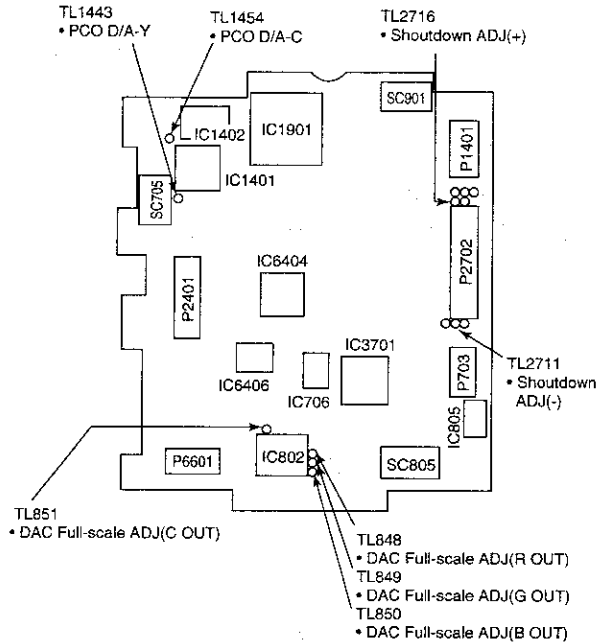 TL1443
• PCO D/A-Y
TL1454
• PCO D/A-C
TL2716
• Shoutdown ADJ(+)
SC901
IC1402
IC1901
P1401
IC1401
SC705
P2702
IC6404
P2401
IC3701
TL2711
• Shoutdown
ADJ(-)
P703
IC6406
IC706
IC805
P6601
IC802
SC805
TL851
• DAC Full-scale ADJ(C OUT)
TL848
• DAC Full-scale ADJ(R OUT)
TL849
• DAC Full-scale ADJ(G OUT)
TL850
• DAC Full-scale ADJ(B OUT)